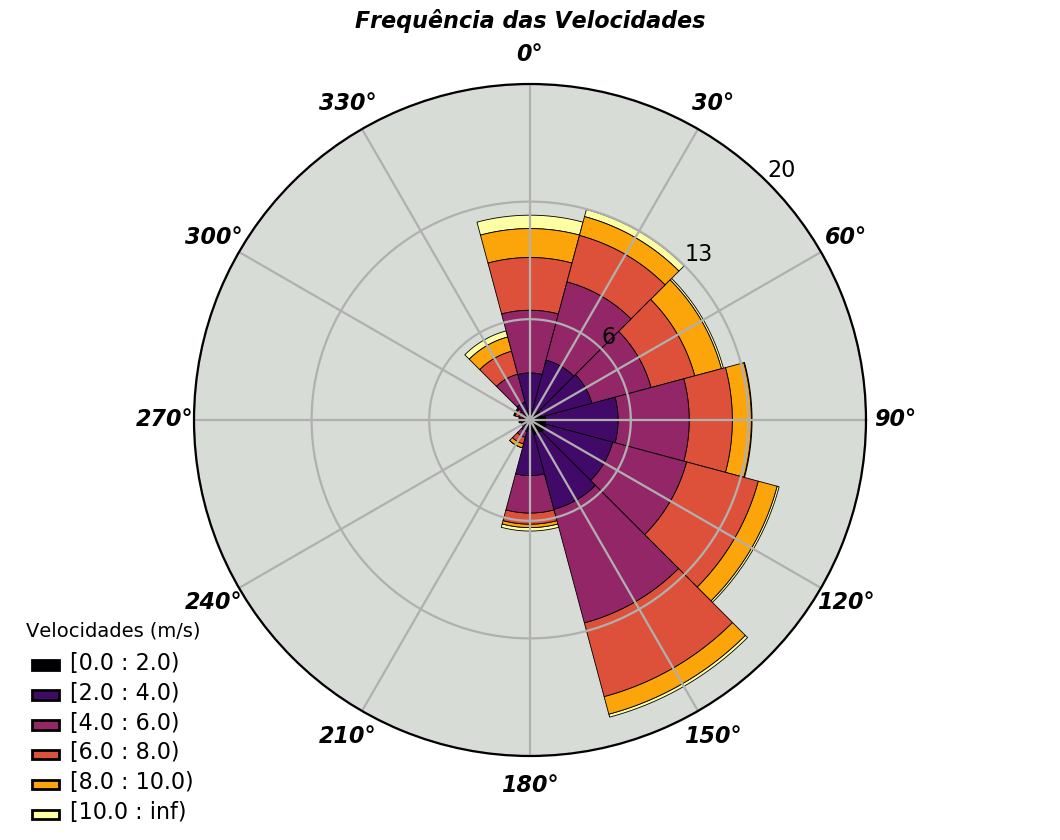 Frequência das Velocidades
0°
330°
30°
20
300°
60°
13
6
270°
90°
240°
120°
210°
150°
180°
Velocidades (m/s)
[0.0 : 2.0)
[2.0 : 4.0)
[4.0 : 6.0)
[6.0 : 8.0)
[8.0 : 10.0)
[10.0 : inf)